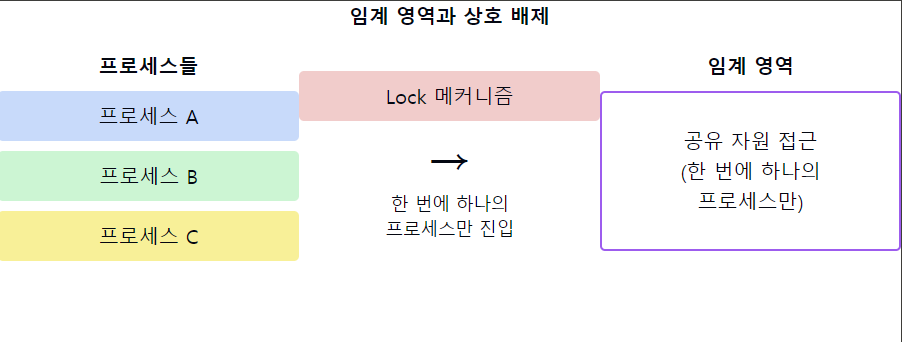 임계 영역과 상호 배제
프로세스들
프로세스 A
프로세스 B
프로세스 C
Lock 메커니즘
→
한 번에 하나의
프로세스만 진입
임계 영역
공유 자원 접근
(한 번에 하나의
프로세스만)